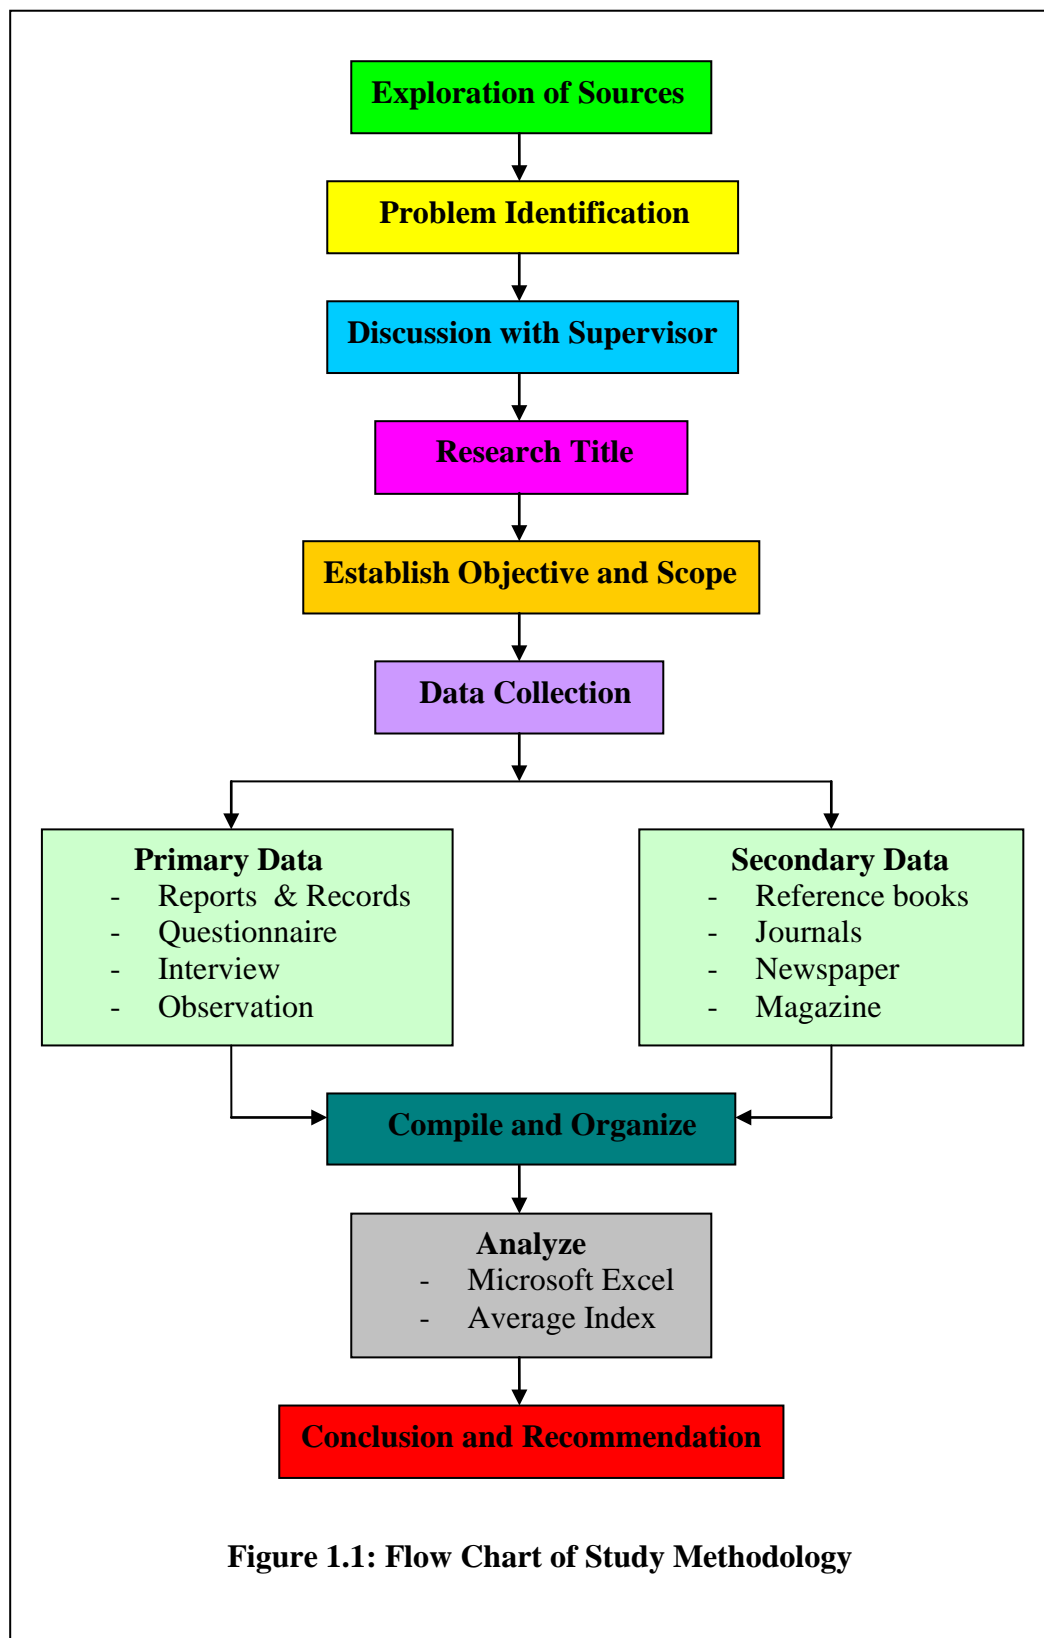 Exploration of Sources
Problem Identification
Discussion with Supervisor
Research Title
Establish Objective and Scope
Data Collection
Primary Data
- Reports & Records
- Questionnaire
- Interview
- Observation
Secondary Data
- Reference books
- Journals
- Newspaper
- Magazine
Compile and Organize
Analyze
- Microsoft Excel
- Average Index
Conclusion and Recommendation
Figure 1.1: Flow Chart of Study Methodology